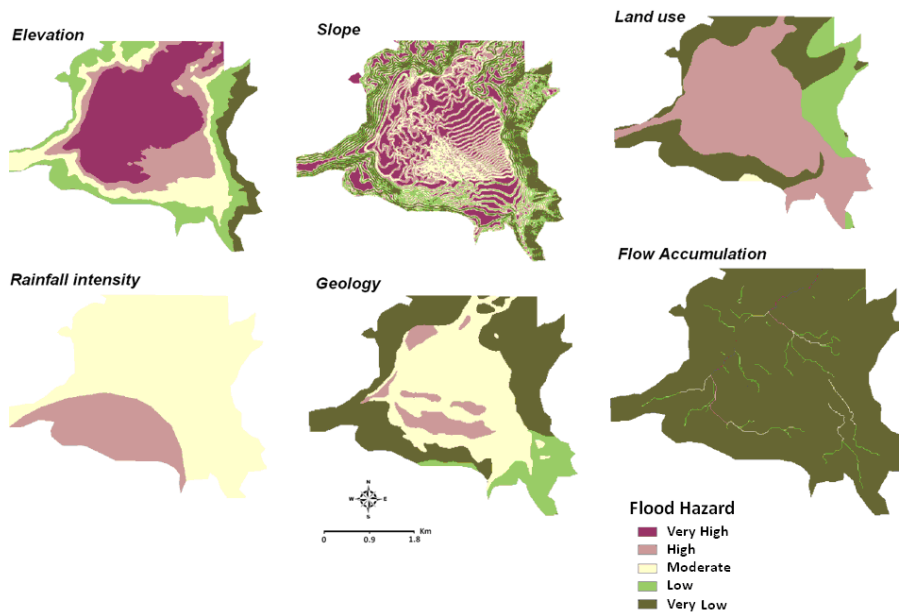 Elevation
Slope
Land use
Rainfall intensity
Geology
Flow Accumulation
N
W
E
S
Km
0
0.9
1.8
Flood Hazard
Very High
High
Moderate
Low
Very Low